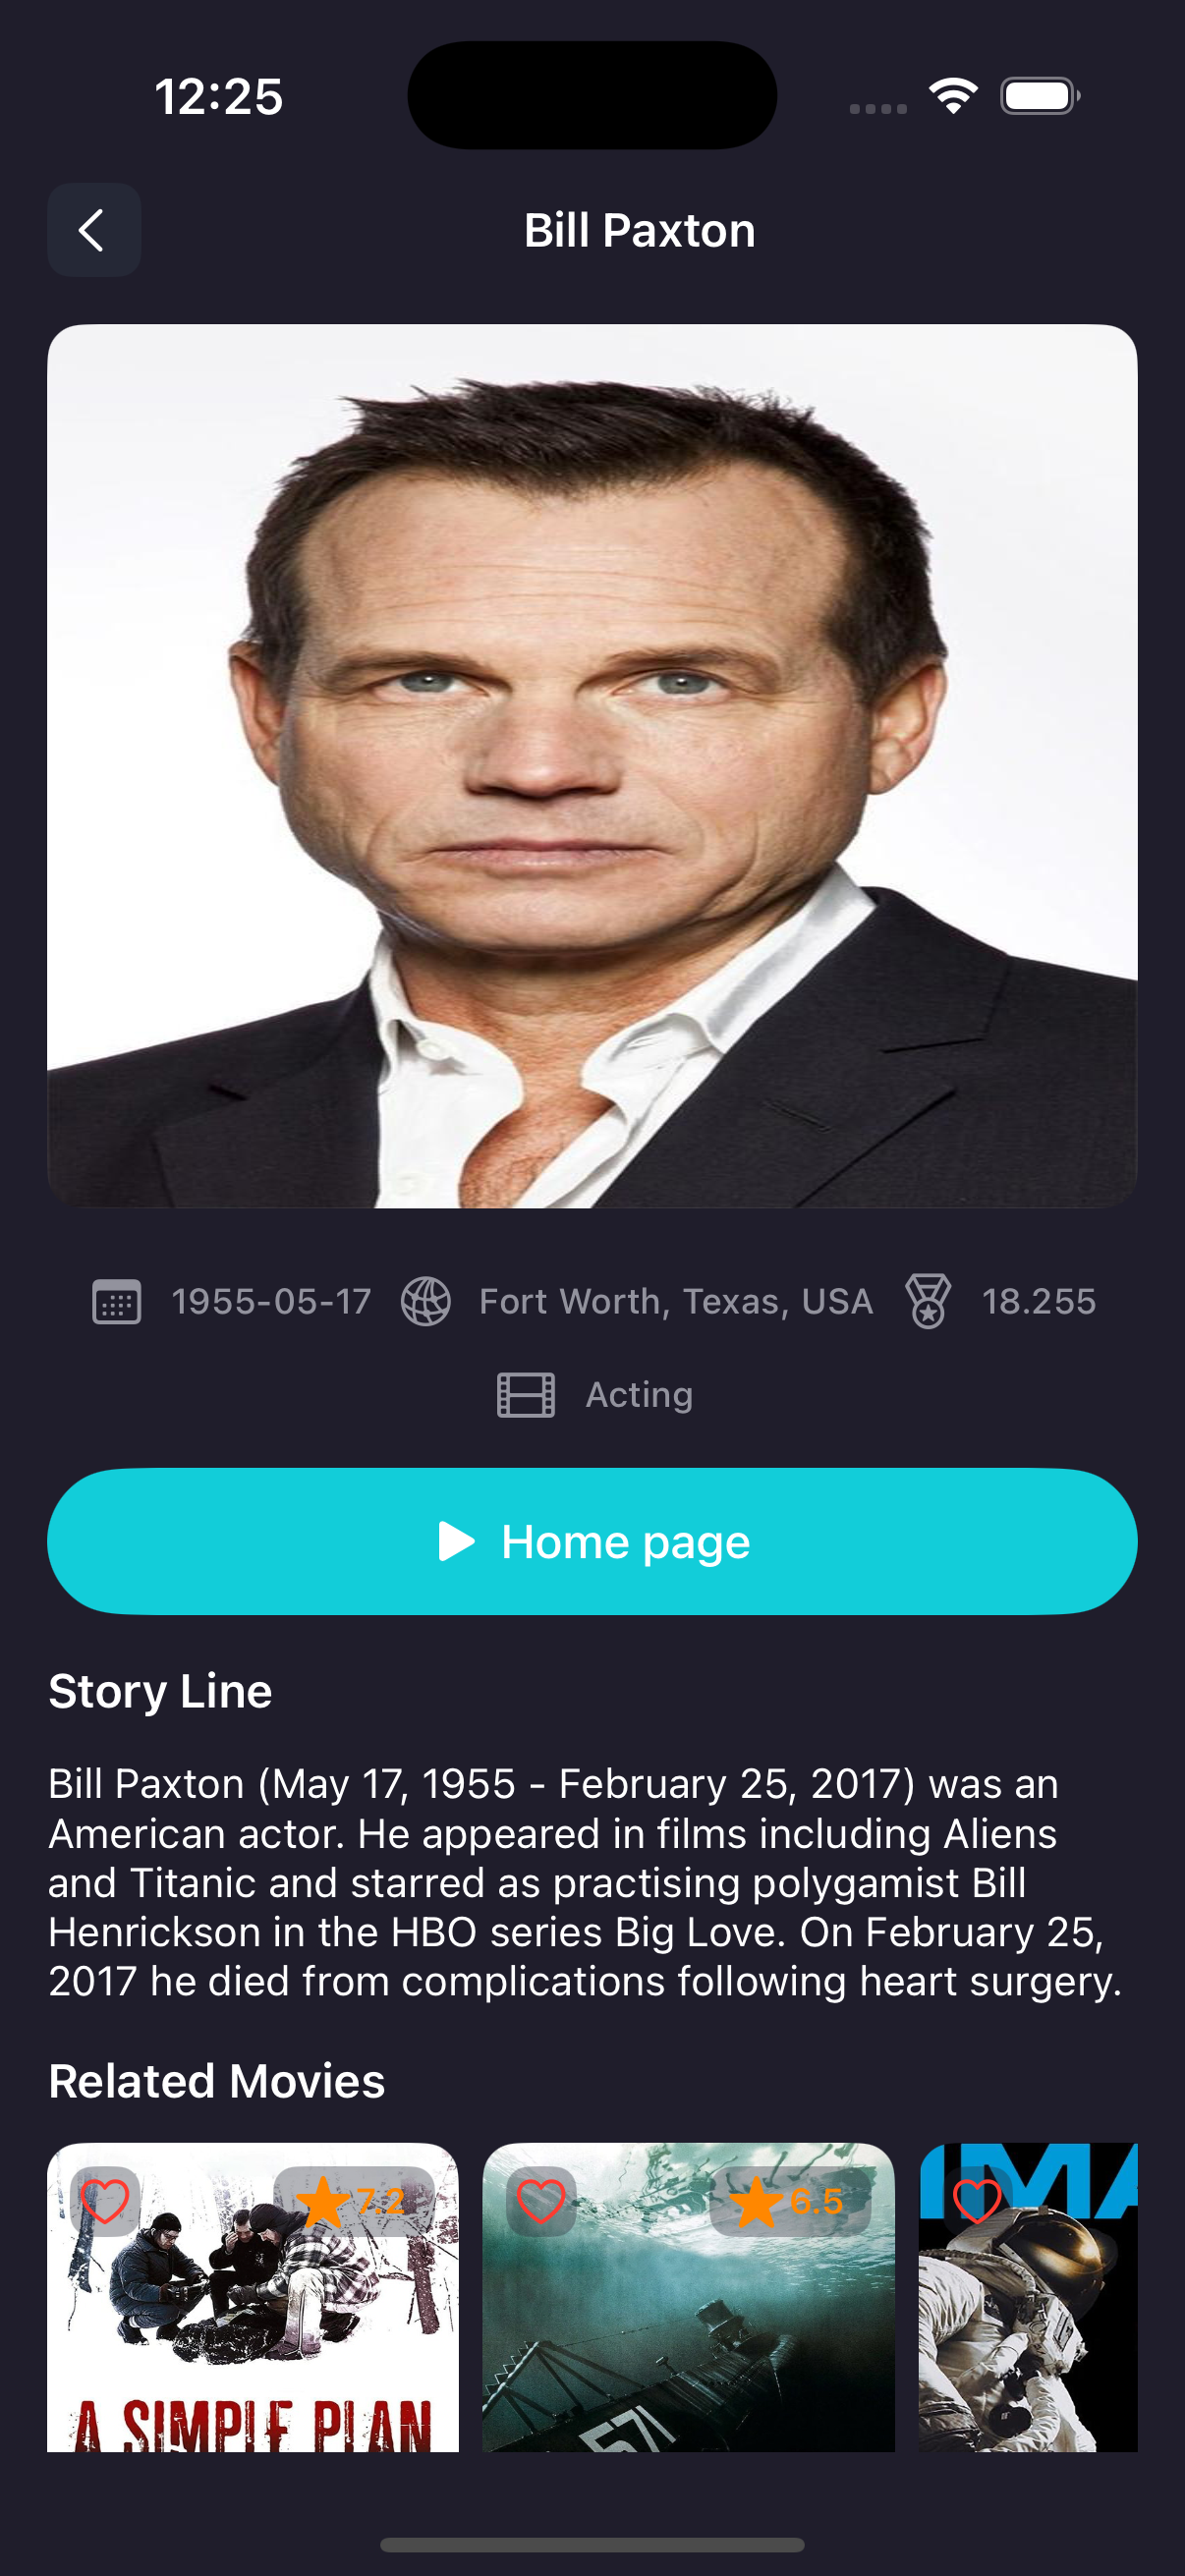 12:25
Bill Paxton
1955-05-17 Fort Worth, Texas, USA 18.255
Acting
Home page
Story Line
Bill Paxton (May 17, 1955 - February 25, 2017) was an
American actor. He appeared in films including Aliens
and Titanic and starred as practising polygamist Bill
Henrickson in the HBO series Big Love. On February 25,
2017 he died from complications following heart surgery.
Related Movies
7.2 6.5 IMA
A SIMPLE PLAN
571